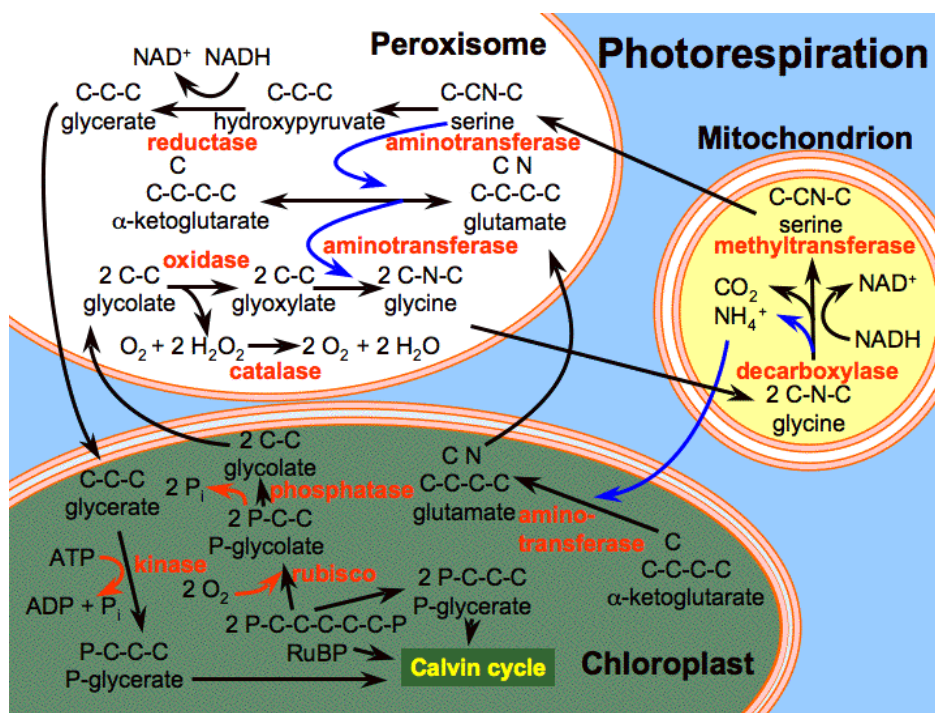 Peroxisome
Photorespiration
NAD⁺ NADH
C-C-C
glycerate
C-C-C
hydroxypyruvate
C-CN-C
serine
reductase
aminotransferase
C
C-C-C-C
α-ketoglutarate
C N
C-C-C-C
glutamate
oxidase
aminotransferase
2 C-C
glycolate
2 C-C
glyoxylate
2 C-N-C
glycine
O₂ + 2 H₂O₂
2 O₂ + 2 H₂O
catalase
Mitochondrion
C-CN-C
serine
methyltransferase
CO₂
NH₄⁺
NAD⁺
NADH
decarboxylase
2 C-N-C
glycine
2 C-C
glycolate
C-C-C
glycerate
2 Pᵢ
phosphatase
2 P-C-C
P-glycolate
C N
C-C-C-C
glutamate
amino-
transferase
C
C-C-C-C
α-ketoglutarate
ATP
kinase
ADP + Pᵢ
2 O₂
rubisco
2 P-C-C-C
P-glycerate
2 P-C-C-C-C-C-P
RuBP
P-C-C-C
P-glycerate
Calvin cycle
Chloroplast